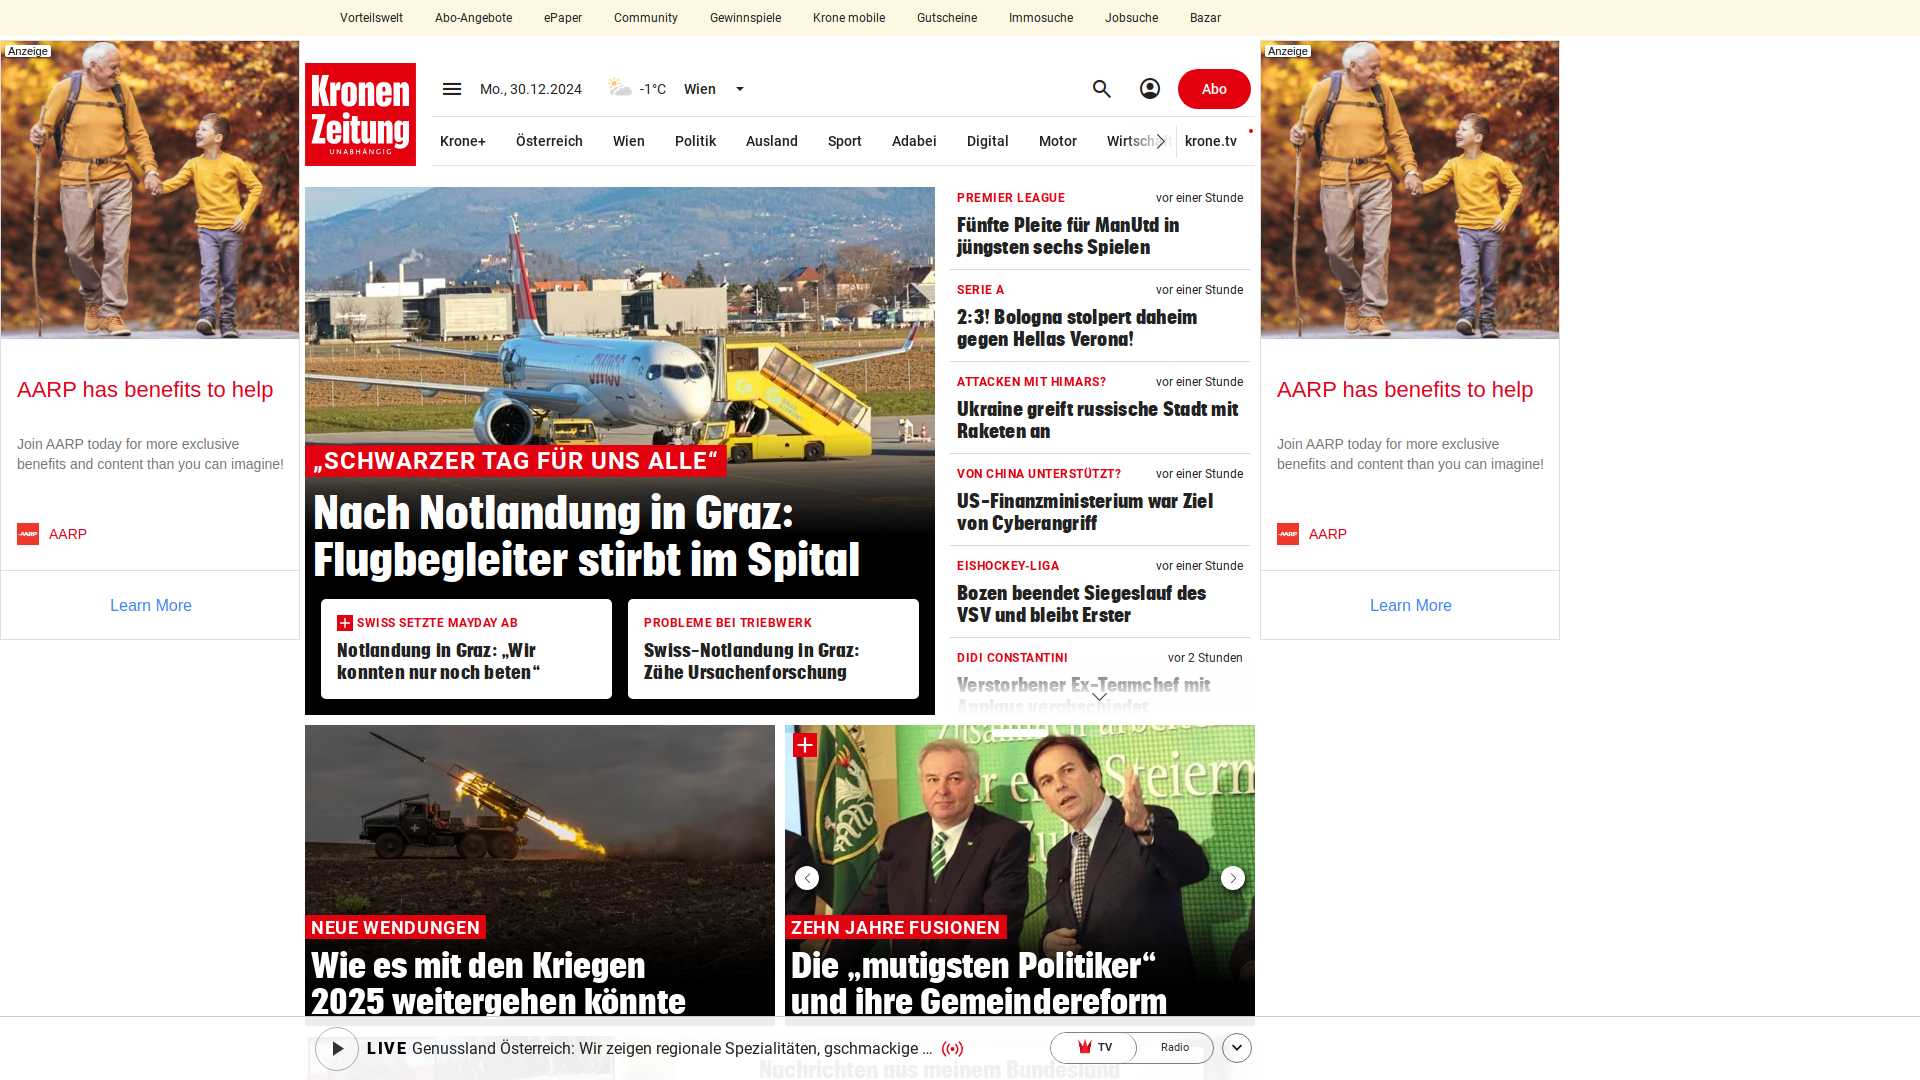 Vorteilswelt
Abo-Angebote
ePaper
Community
Gewinnspiele
Krone mobile
Gutscheine
Immosuche
Jobsuche
Bazar
Anzeige
AARP has benefits to help
Join AARP today for more exclusive
benefits and content than you can imagine!
AARP
AARP
Learn More
Kronen
Zeitung
UNABHÄNGIG
Mo., 30.12.2024
-1°C
Wien
Abo
Krone+
Österreich
Wien
Politik
Ausland
Sport
Adabei
Digital
Motor
Wirtschaft
krone.tv
SWISS
„SCHWARZER TAG FÜR UNS ALLE“
Nach Notlandung in Graz:
Flugbegleiter stirbt im Spital
SWISS SETZTE MAYDAY AB
Notlandung in Graz: „Wir
konnten nur noch beten“
PROBLEME BEI TRIEBWERK
Swiss-Notlandung in Graz:
Zähe Ursachenforschung
PREMIER LEAGUE
vor einer Stunde
Fünfte Pleite für ManUtd in
jüngsten sechs Spielen
SERIE A
vor einer Stunde
2:3! Bologna stolpert daheim
gegen Hellas Verona!
ATTACKEN MIT HIMARS?
vor einer Stunde
Ukraine greift russische Stadt mit
Raketen an
VON CHINA UNTERSTÜTZT?
vor einer Stunde
US-Finanzministerium war Ziel
von Cyberangriff
EISHOCKEY-LIGA
vor einer Stunde
Bozen beendet Siegeslauf des
VSV und bleibt Erster
DIDI CONSTANTINI
vor 2 Stunden
Verstorbener Ex-Teamchef mit
Applaus verabschiedet
Anzeige
AARP has benefits to help
Join AARP today for more exclusive
benefits and content than you can imagine!
AARP
AARP
Learn More
NEUE WENDUNGEN
Wie es mit den Kriegen
2025 weitergehen könnte
Zusammenarbeiten
Steierm
Zu
ZEHN JAHRE FUSIONEN
Die „mutigsten Politiker“
und ihre Gemeindereform
LIVE Genussland Österreich: Wir zeigen regionale Spezialitäten, gschmackige ...
TV
Radio
Nachrichten aus meinem Bundesland